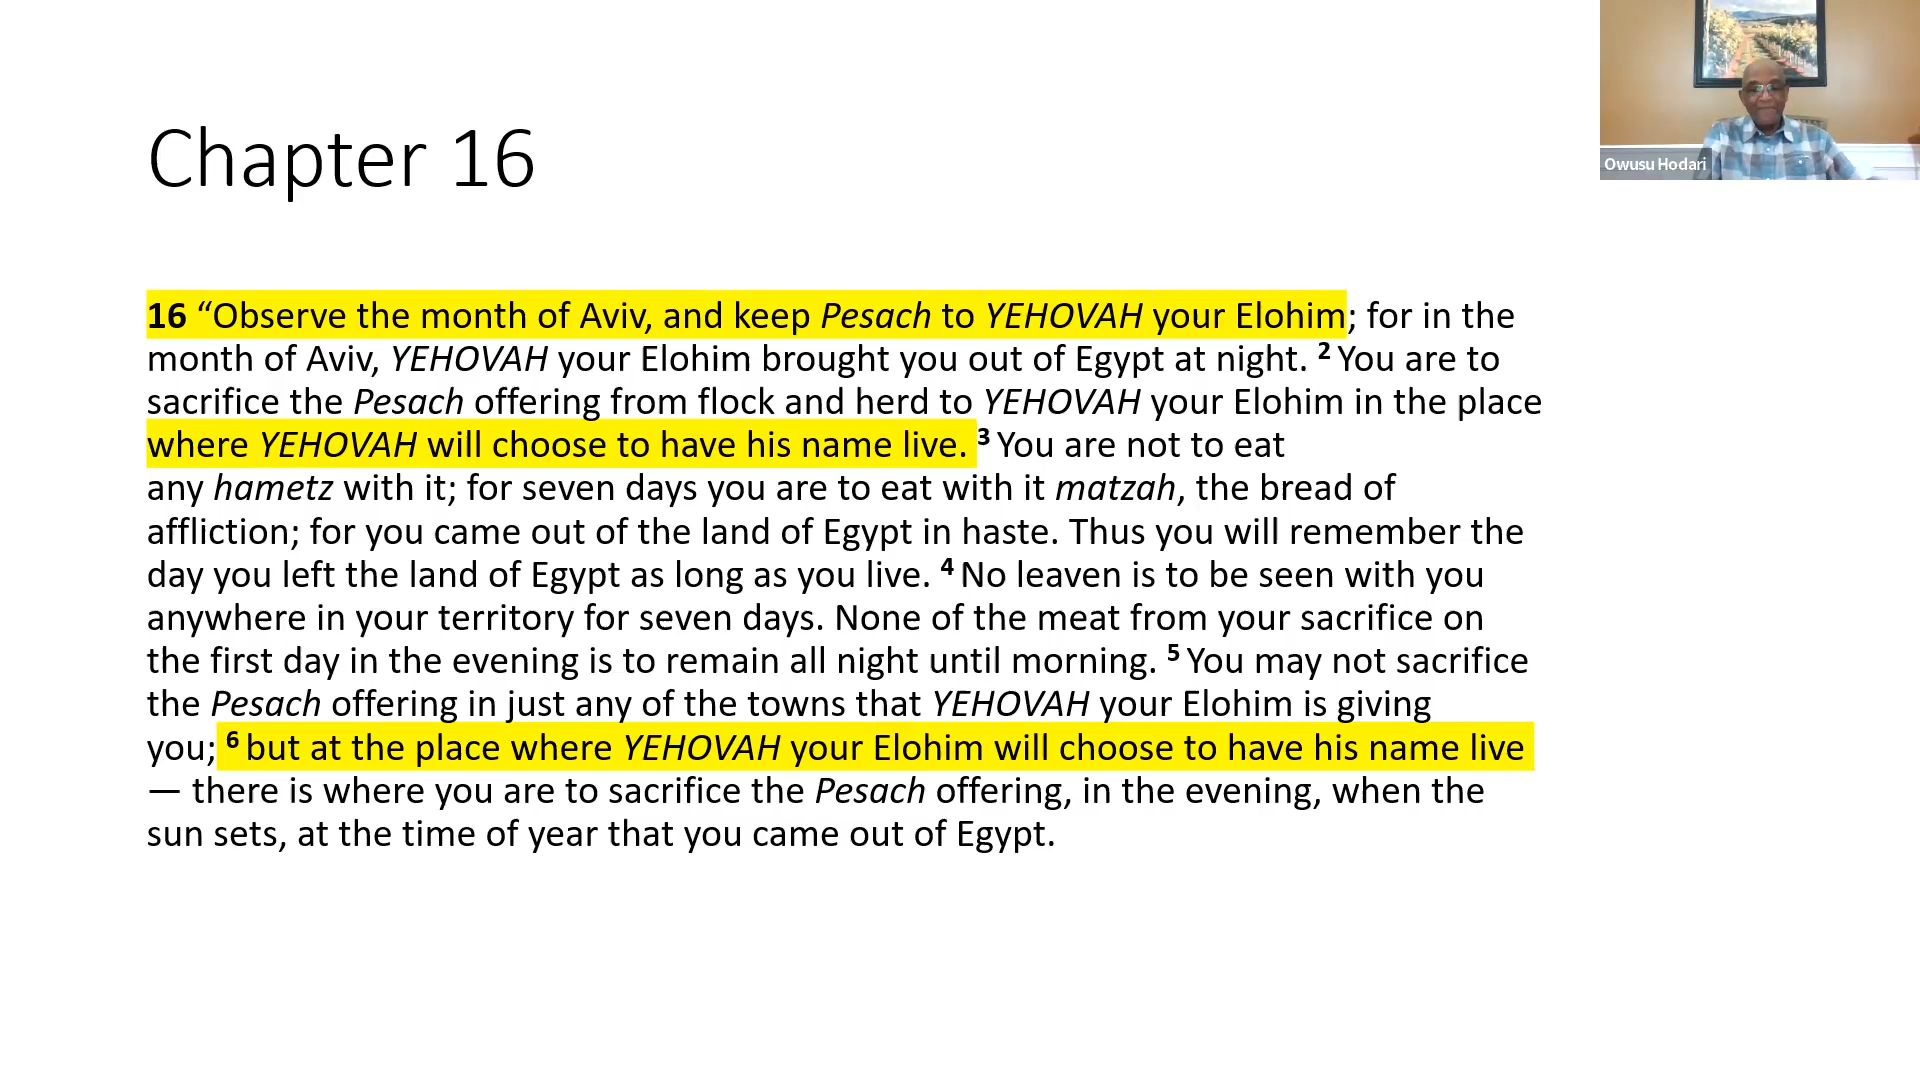 Chapter 16
Owusu Hodari
16 “Observe the month of Aviv, and keep Pesach to YEHOVAH your Elohim; for in the
month of Aviv, YEHOVAH your Elohim brought you out of Egypt at night. 2 You are to
sacrifice the Pesach offering from flock and herd to YEHOVAH your Elohim in the place
where YEHOVAH will choose to have his name live. 3 You are not to eat
any hametz with it; for seven days you are to eat with it matzah, the bread of
affliction; for you came out of the land of Egypt in haste. Thus you will remember the
day you left the land of Egypt as long as you live. 4 No leaven is to be seen with you
anywhere in your territory for seven days. None of the meat from your sacrifice on
the first day in the evening is to remain all night until morning. 5 You may not sacrifice
the Pesach offering in just any of the towns that YEHOVAH your Elohim is giving
you; 6 but at the place where YEHOVAH your Elohim will choose to have his name live
— there is where you are to sacrifice the Pesach offering, in the evening, when the
sun sets, at the time of year that you came out of Egypt.